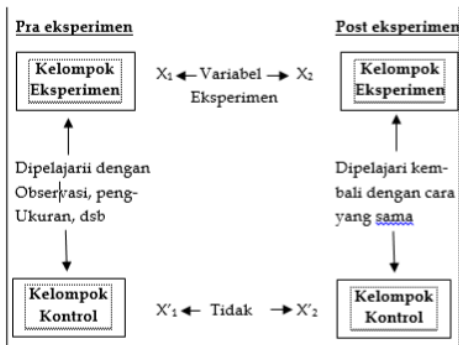 Pra eksperimen
Post eksperimen
Kelompok
Eksperimen
X₁ Variabel X₂
Eksperimen
Kelompok
Eksperimen
Dipelajarii dengan
Observasi, peng-
Ukuran, dsb
Dipelajari kem-
bali dengan cara
yang sama
Kelompok
Kontrol
X'₁ Tidak X'₂
Kelompok
Kontrol